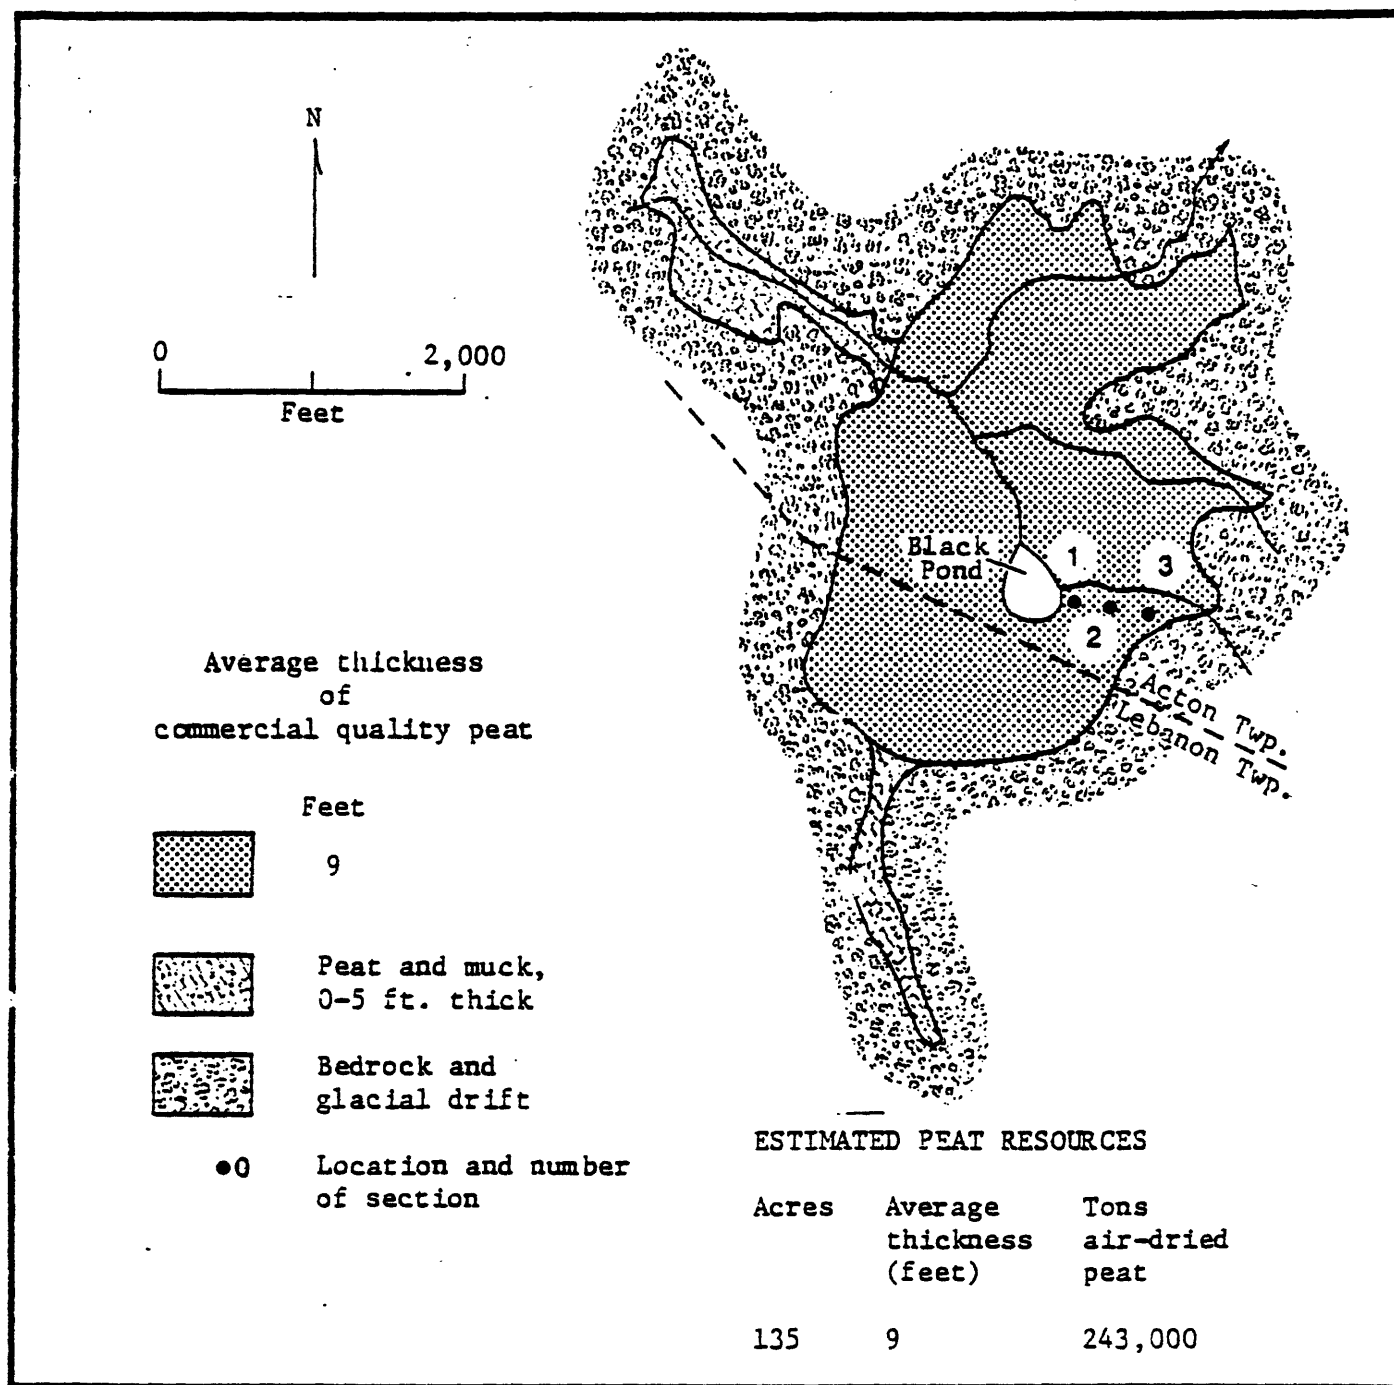 N
0 2,000
Feet
Average thickness
of
commercial quality peat
Feet
9
Peat and muck,
0-5 ft. thick
Bedrock and
glacial drift
●0 Location and number
of section
Black
Pond
1
3
2
Acton Twp.
Lebanon Twp.
ESTIMATED PEAT RESOURCES
Acres Average Tons
thickness air-dried
(feet) peat
135 9 243,000